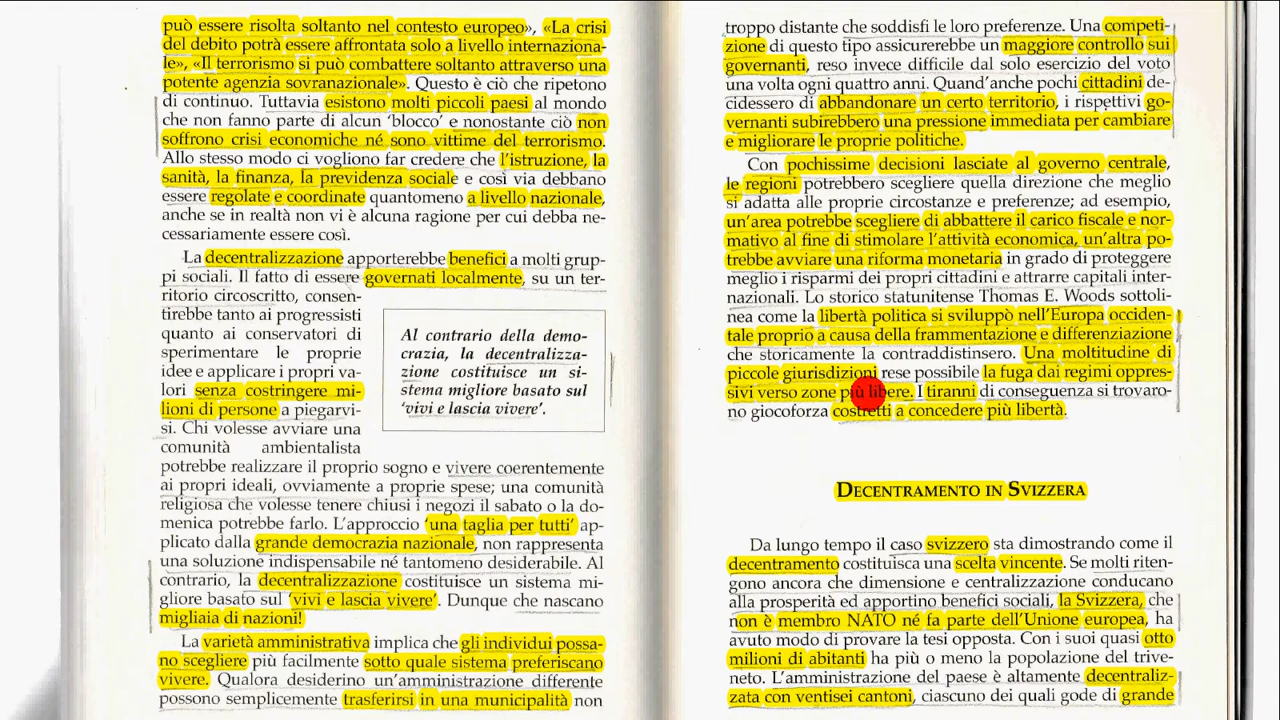 può essere risolta soltanto nel contesto europeo», «La crisi
del debito potrà essere affrontata solo a livello internaziona-
le», «Il terrorismo si può combattere soltanto attraverso una
potente agenzia sovranazionale». Questo è ciò che ripetono
di continuo. Tuttavia esistono molti piccoli paesi al mondo
che non fanno parte di alcun ‘blocco’ e nonostante ciò non
soffrono crisi economiche né sono vittime del terrorismo.
Allo stesso modo ci vogliono far credere che l’istruzione, la
sanità, la finanza, la previdenza sociale e così via debbano
essere regolate e coordinate quantomeno a livello nazionale,
anche se in realtà non vi è alcuna ragione per cui debba ne-
cessariamente essere così.
La decentralizzazione apporterebbe benefici a molti grup-
pi sociali. Il fatto di essere governati localmente, su un ter-
ritorio circoscritto, consen-
tirebbe tanto ai progressisti
quanto ai conservatori di
sperimentare le proprie
idee e applicare i propri va-
lori senza costringere mi-
lioni di persone a piegarvi-
si. Chi volesse avviare una
comunità ambientalista
potrebbe realizzare il proprio sogno e vivere coerentemente
ai propri ideali, ovviamente a proprie spese; una comunità
religiosa che volesse tenere chiusi i negozi il sabato o la do-
menica potrebbe farlo. L’approccio ‘una taglia per tutti’ ap-
plicato dalla grande democrazia nazionale, non rappresenta
una soluzione indispensabile né tantomeno desiderabile. Al
contrario, la decentralizzazione costituisce un sistema mi-
gliore basato sul ‘vivi e lascia vivere’. Dunque che nascano
migliaia di nazioni!
La varietà amministrativa implica che gli individui possa-
no scegliere più facilmente sotto quale sistema preferiscano
vivere. Qualora desiderino un’amministrazione differente
possono semplicemente trasferirsi in una municipalità non
Al contrario della demo-
crazia, la decentralizza-
zione costituisce un si-
stema migliore basato sul
‘vivi e lascia vivere’.
troppo distante che soddisfi le loro preferenze. Una competi-
zione di questo tipo assicurerebbe un maggiore controllo sui
governanti, reso invece difficile dal solo esercizio del voto
una volta ogni quattro anni. Quand’anche pochi cittadini de-
cidessero di abbandonare un certo territorio, i rispettivi go-
vernanti subirebbero una pressione immediata per cambiare
e migliorare le proprie politiche.
Con pochissime decisioni lasciate al governo centrale,
le regioni potrebbero scegliere quella direzione che meglio
si adatta alle proprie circostanze e preferenze; ad esempio,
un’area potrebbe scegliere di abbattere il carico fiscale e nor-
mativo al fine di stimolare l’attività economica, un’altra po-
trebbe avviare una riforma monetaria in grado di proteggere
meglio i risparmi dei propri cittadini e attrarre capitali inter-
nazionali. Lo storico statunitense Thomas E. Woods sottoli-
nea come la libertà politica si sviluppò nell’Europa occiden-
tale proprio a causa della frammentazione e differenziazione
che storicamente la contraddistinsero. Una moltitudine di
piccole giurisdizioni rese possibile la fuga dai regimi oppres-
sivi verso zone più libere. I tiranni di conseguenza si trovaro-
no giocoforza costretti a concedere più libertà.
DECENTRAMENTO IN SVIZZERA
Da lungo tempo il caso svizzero sta dimostrando come il
decentramento costituisca una scelta vincente. Se molti riten-
gono ancora che dimensione e centralizzazione conducano
alla prosperità ed apportino benefici sociali, la Svizzera, che
non è membro NATO né fa parte dell’Unione europea, ha
avuto modo di provare la tesi opposta. Con i suoi quasi otto
milioni di abitanti ha più o meno la popolazione del trive-
neto. L’amministrazione del paese è altamente decentraliz-
zata con ventisei cantoni, ciascuno dei quali gode di grande